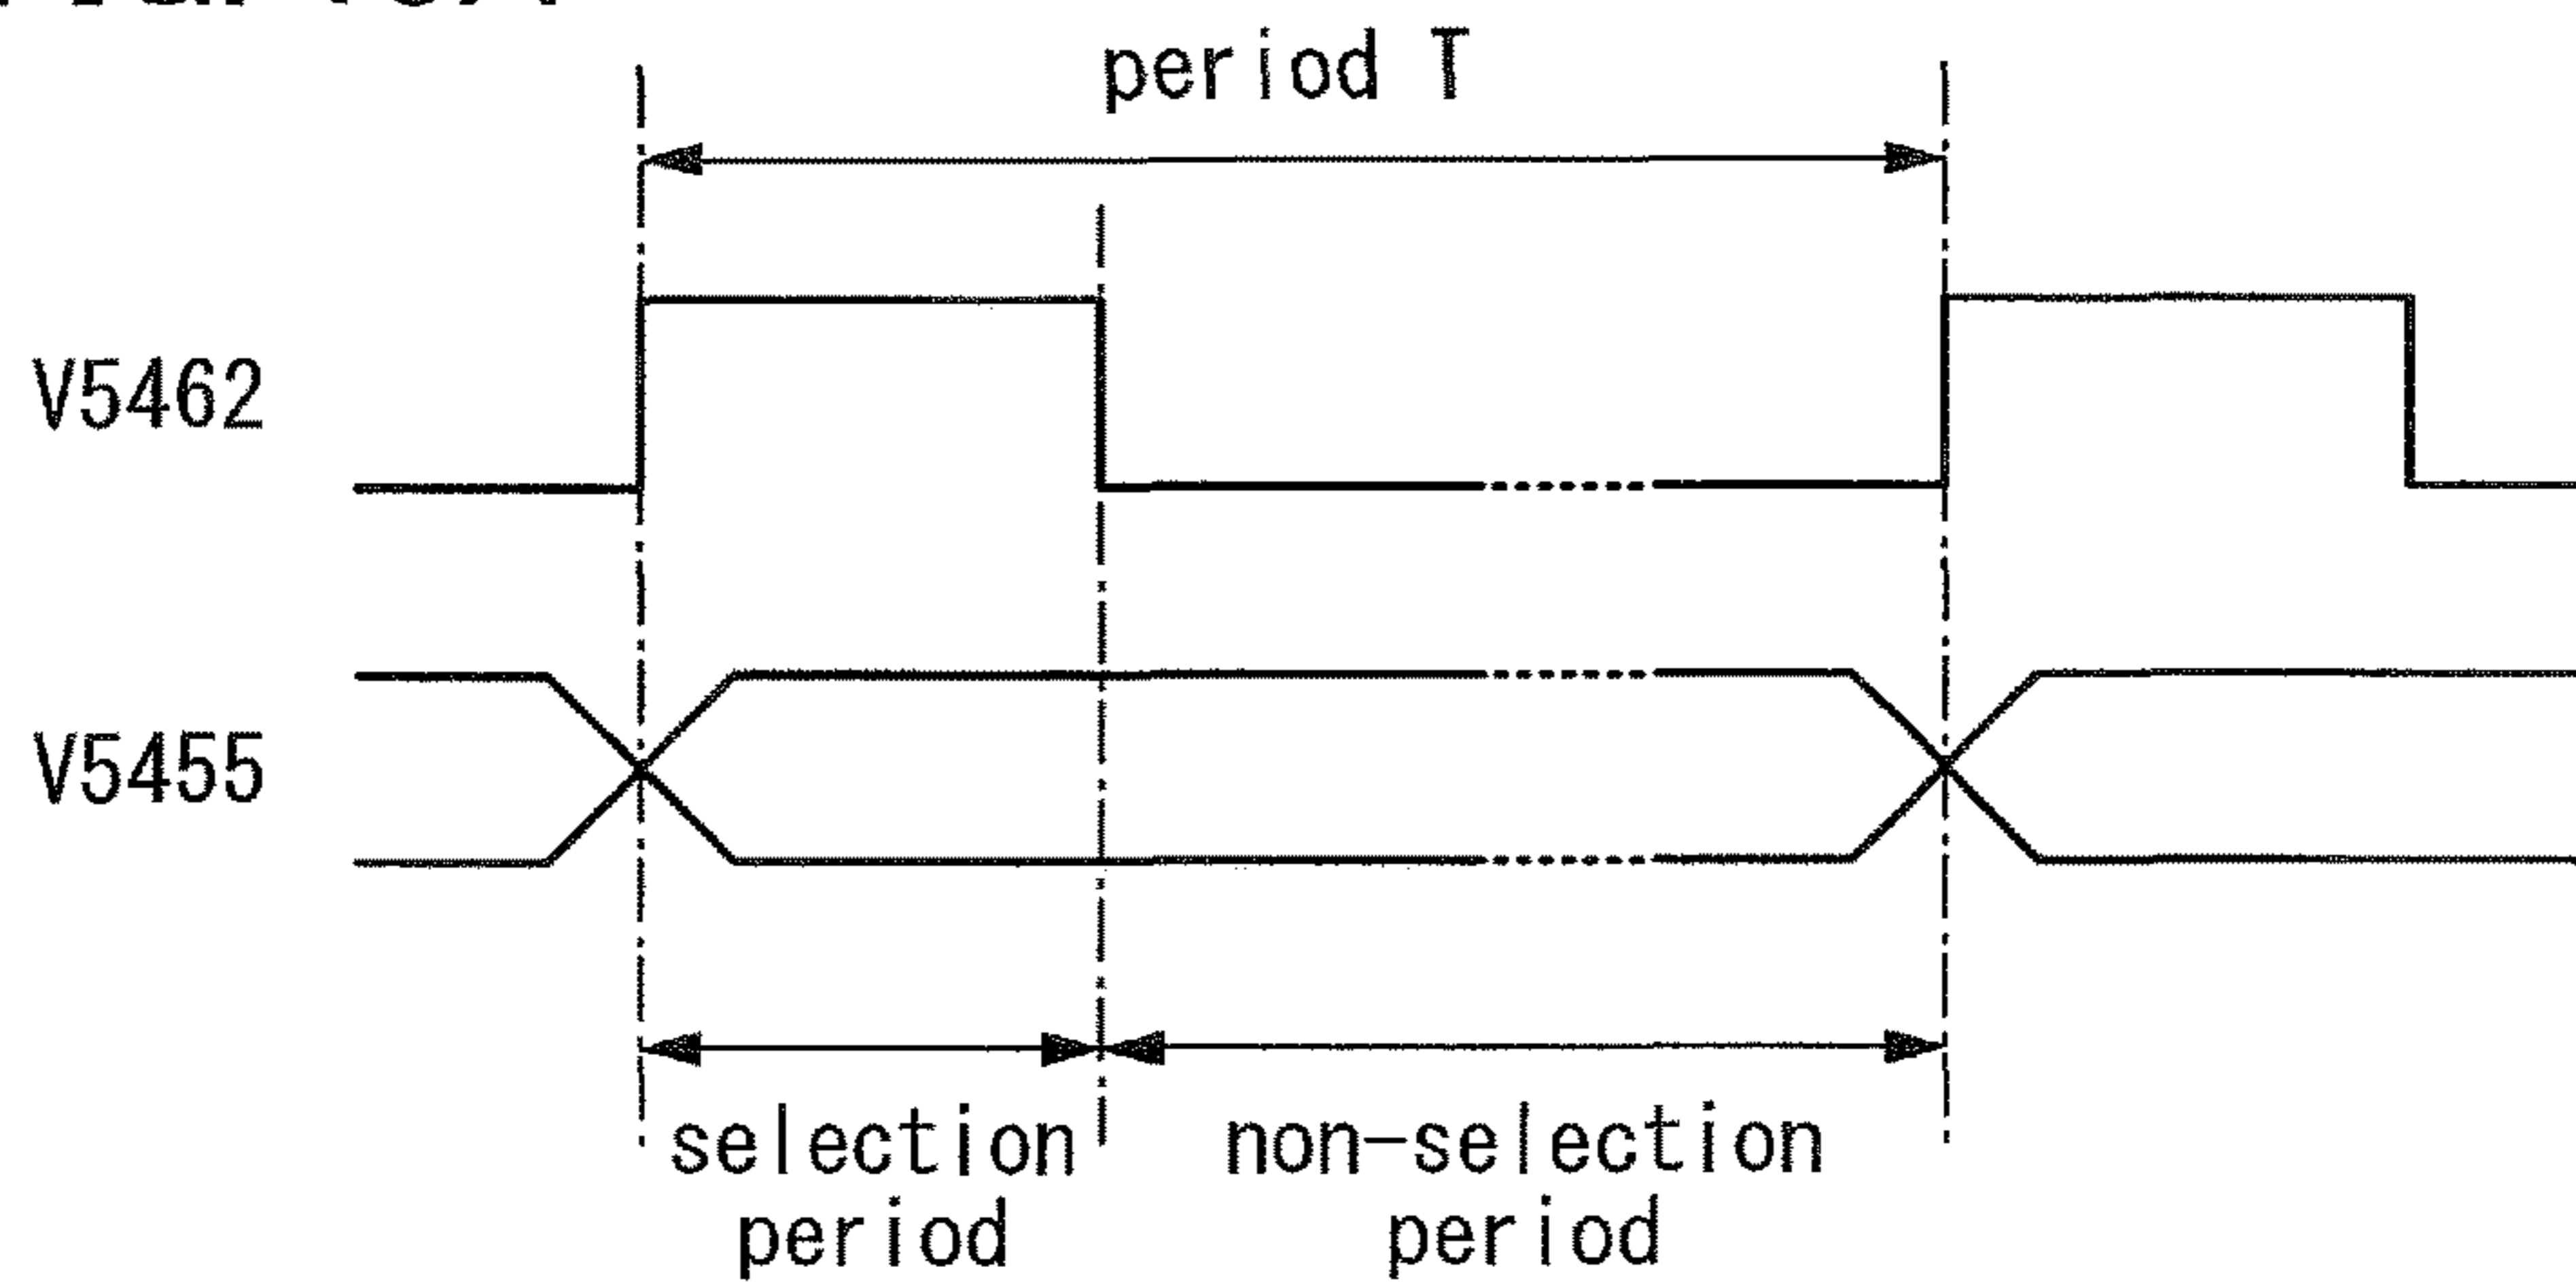 period T
V5462
V5455
selection
period
non-selection
period